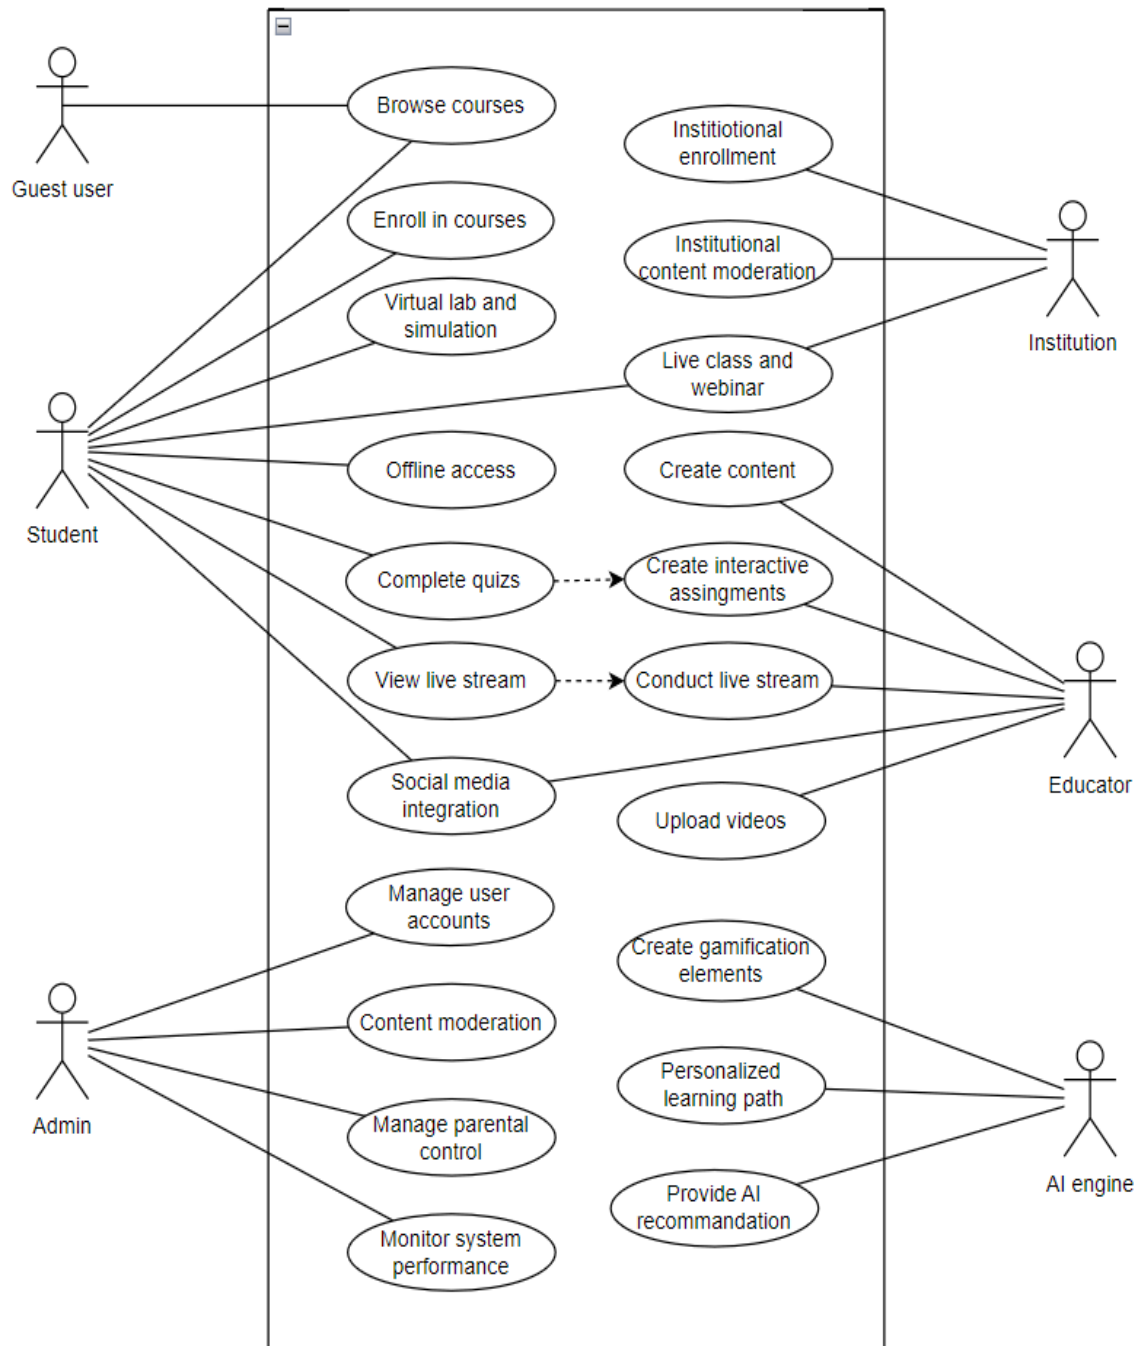 Browse courses
Institiotional
enrollment
Guest user
Enroll in courses
Institutional
content moderation
Virtual lab and
simulation
Institution
Live class and
webinar
Offline access
Create content
Student
Complete quizs
Create interactive
assingments
View live stream
Conduct live stream
Social media
integration
Educator
Upload videos
Manage user
accounts
Create gamification
elements
Content moderation
Personalized
learning path
Admin
Manage parental
control
AI engine
Provide AI
recommandation
Monitor system
performance